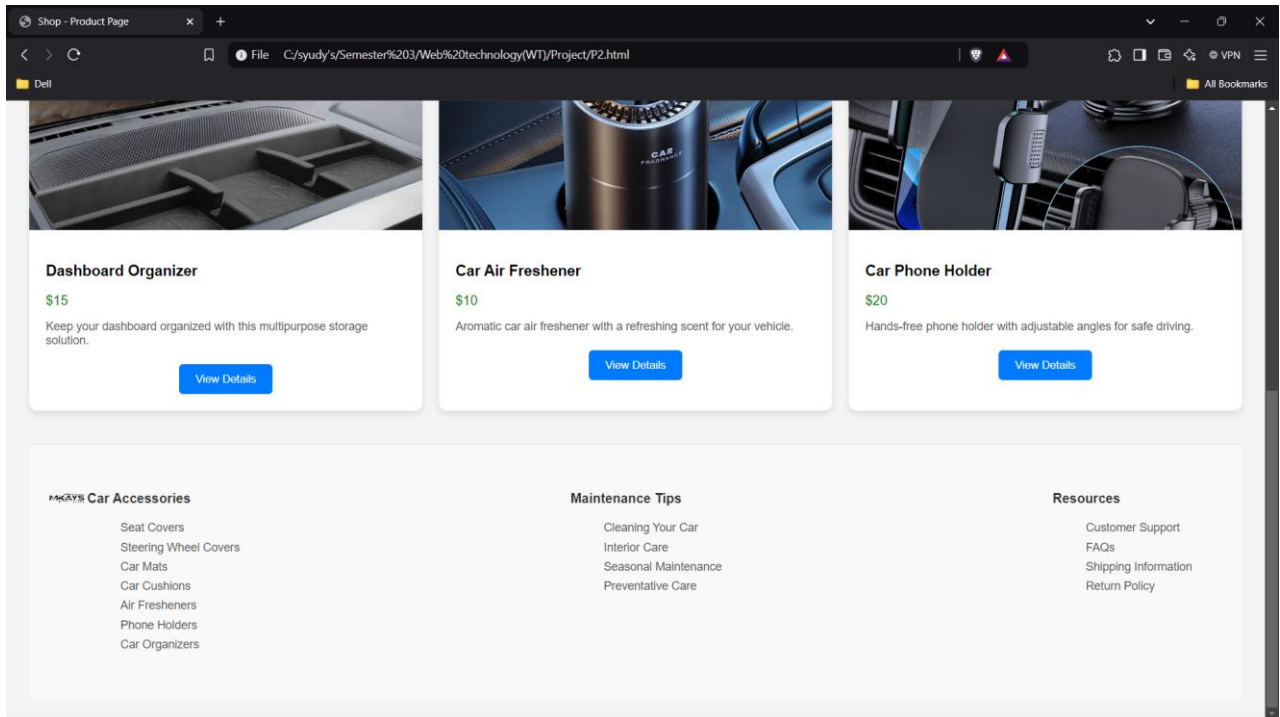 Shop - Product Page
File C:/syudy's/Semester%203/Web%20technology(WT)/Project/P2.html
VPN
Dell
All Bookmarks
CAR
FRAGRANCE
Dashboard Organizer
$15
Keep your dashboard organized with this multipurpose storage
solution.
View Details
Car Air Freshener
$10
Aromatic car air freshener with a refreshing scent for your vehicle.
View Details
Car Phone Holder
$20
Hands-free phone holder with adjustable angles for safe driving.
View Details
MKAYS Car Accessories
Seat Covers
Steering Wheel Covers
Car Mats
Car Cushions
Air Fresheners
Phone Holders
Car Organizers
Maintenance Tips
Cleaning Your Car
Interior Care
Seasonal Maintenance
Preventative Care
Resources
Customer Support
FAQs
Shipping Information
Return Policy